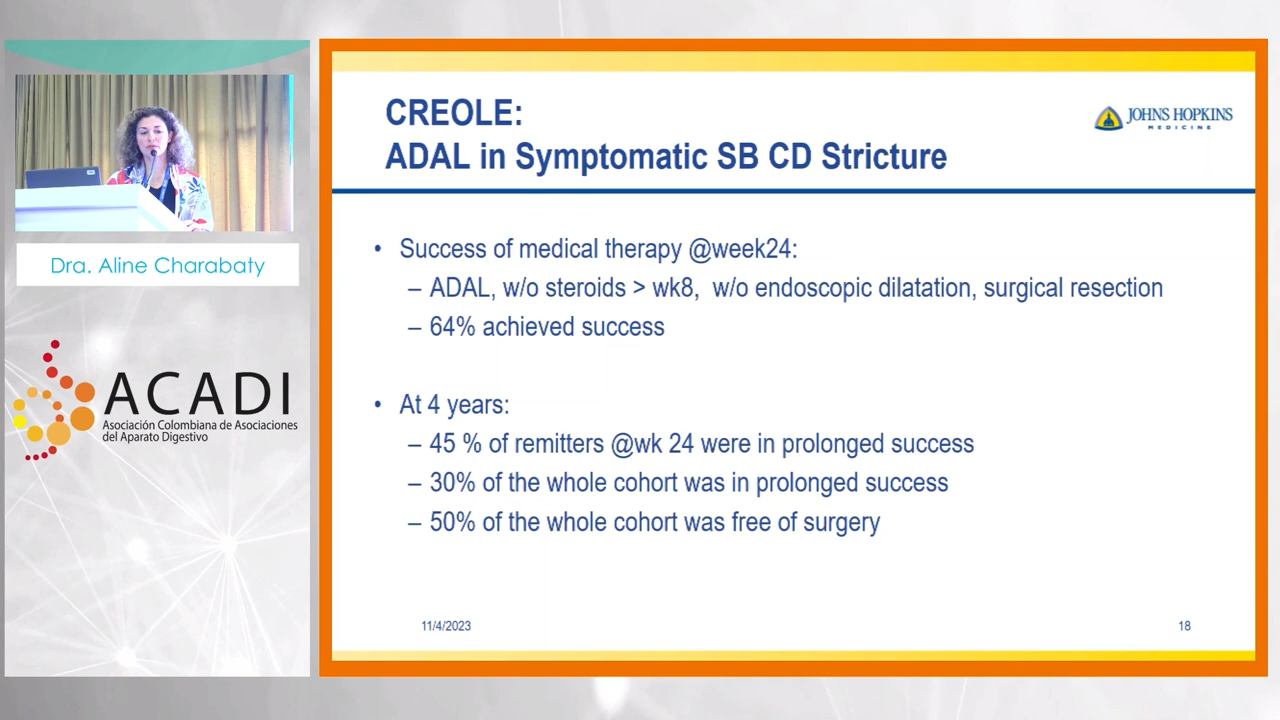 Dra. Aline Charabaty
ACADI
Asociación Colombiana de Asociaciones
del Aparato Digestivo
CREOLE:
ADAL in Symptomatic SB CD Stricture
JOHNS HOPKINS
MEDICINE
• Success of medical therapy @week24:
– ADAL, w/o steroids > wk8, w/o endoscopic dilatation, surgical resection
– 64% achieved success
• At 4 years:
– 45 % of remitters @wk 24 were in prolonged success
– 30% of the whole cohort was in prolonged success
– 50% of the whole cohort was free of surgery
11/4/2023
18